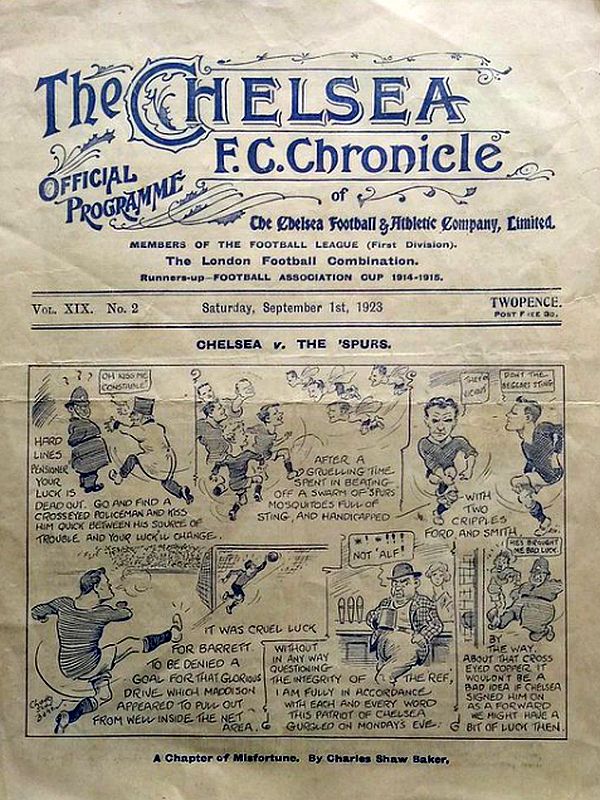 The CHELSEA
F.C. Chronicle
OFFICIAL
PROGRAMME
of
The Chelsea Football & Athletic Company, Limited.
MEMBERS OF THE FOOTBALL LEAGUE (First Division).
The London Football Combination.
Runners-up—FOOTBALL ASSOCIATION CUP 1914-1915.
VOL. XIX. No. 2
Saturday, September 1st, 1923
TWOPENCE.
POST FREE 3D.
CHELSEA v. THE 'SPURS.
? ? ?
OH KISS ME
CONSTABLE!
HARD
LINES
PENSIONER
YOUR
LUCK IS
DEAD OUT. GO AND FIND A
CROSSEYED POLICEMAN AND KISS
HIM QUICK BETWEEN HIS SOURCE OF
TROUBLE AND YOUR LUCK'LL CHANGE.
AFTER A
GRUELLING TIME
SPENT IN BEATING
OFF A SWARM OF 'SPURS
MOSQUITOES FULL OF
STING, AND HANDICAPPED
VICIOUS
DON'T THE
BEGGARS STING
WITH
TWO
CRIPPLES
FORD AND SMITH
IT WAS CRUEL LUCK
FOR BARRETT
TO BE DENIED A
GOAL FOR THAT GLORIOUS
DRIVE WHICH MADDISON
APPEARED TO PULL OUT
FROM WELL INSIDE THE NET
AREA.
NOT 'ALF!
WITHOUT
IN ANY WAY
QUESTIONING
THE INTEGRITY OF THE REF,
I AM FULLY IN ACCORDANCE
WITH EACH AND EVERY WORD
THIS PATRIOT OF CHELSEA
GURGLED ON MONDAY'S EVE.
HE'S BROUGHT
ME BAD LUCK.
BY
THE WAY.
ABOUT THAT CROSS
EYED COPPER. IT
WOULDN'T BE A
BAD IDEA IF CHELSEA
SIGNED HIM ON
AS A FORWARD
WE MIGHT HAVE A
BIT OF LUCK THEN.
A Chapter of Misfortune. By Charles Shaw Baker.